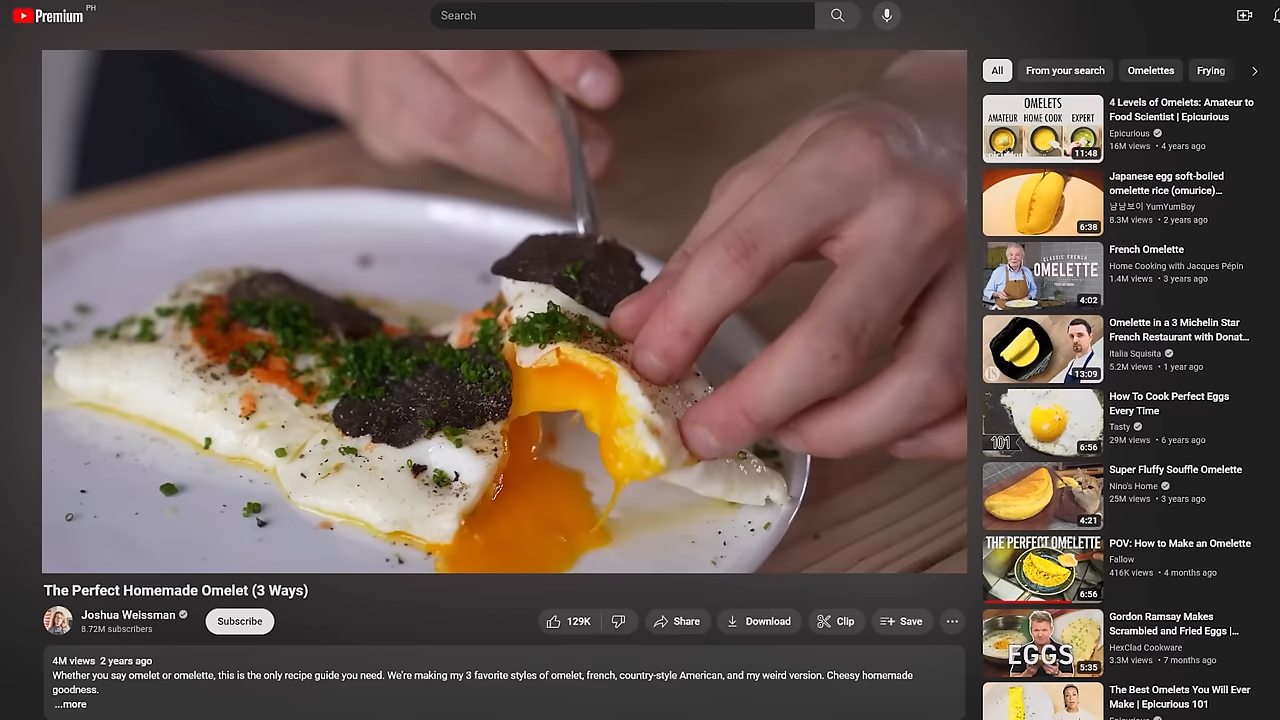 Premium PH
Search
All
From your search
Omelettes
Frying
OMELETS
AMATEUR HOME COOK EXPERT
11:48
4 Levels of Omelets: Amateur to
Food Scientist | Epicurious
Epicurious
16M views • 4 years ago
6:38
Japanese egg soft-boiled
omelette rice (omurice)...
냠냠보이 YumYumBoy
8.3M views • 2 years ago
CLASSIC FRENCH
OMELETTE
4:02
French Omelette
Home Cooking with Jacques Pépin
1.4M views • 3 years ago
13:09
Omelette in a 3 Michelin Star
French Restaurant with Donat...
Italia Squisita
5.2M views • 1 year ago
101
6:56
How To Cook Perfect Eggs
Every Time
Tasty
29M views • 6 years ago
4:21
Super Fluffy Souffle Omelette
Nino's Home
25M views • 3 years ago
THE PERFECT OMELETTE
6:56
POV: How to Make an Omelette
Fallow
416K views • 4 months ago
EGGS
5:35
Gordon Ramsay Makes
Scrambled and Fried Eggs |...
HexClad Cookware
3.3M views • 7 months ago
The Best Omelets You Will Ever
Make | Epicurious 101
The Perfect Homemade Omelet (3 Ways)
Joshua Weissman
8.72M subscribers
Subscribe
129K
Share
Download
Clip
Save
4M views 2 years ago
Whether you say omelet or omelette, this is the only recipe guide you need. We're making my 3 favorite styles of omelet, french, country-style American, and my weird version. Cheesy homemade
goodness.
...more